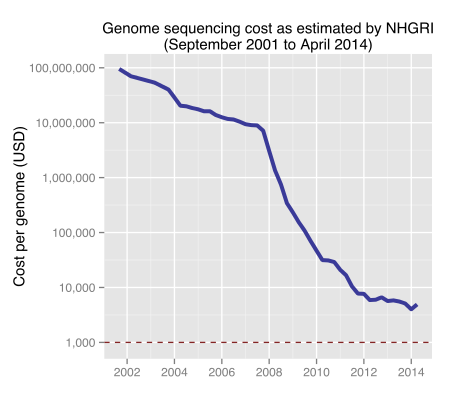 Genome sequencing cost as estimated by NHGRI
(September 2001 to April 2014)
Cost per genome (USD)
100,000,000
10,000,000
1,000,000
100,000
10,000
1,000
2002 2004 2006 2008 2010 2012 2014